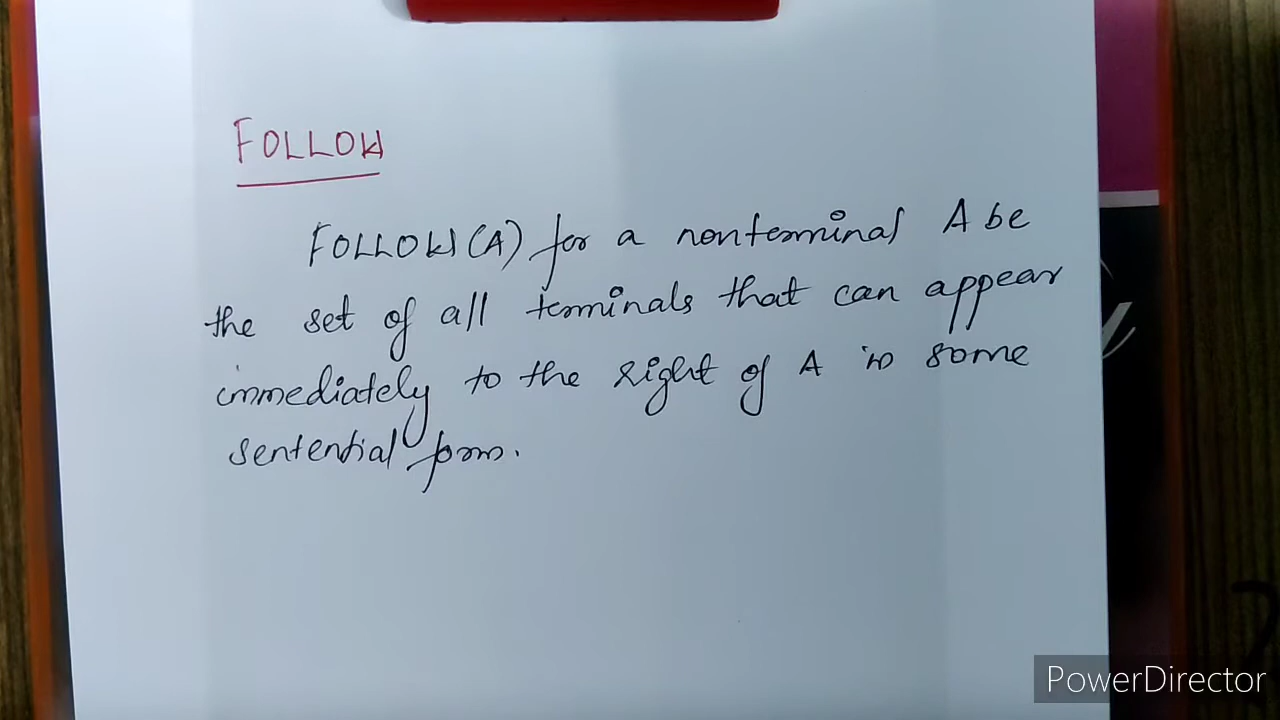 FOLLOW
FOLLOW(A) for a nonterminal A be
the set of all terminals that can appear
immediately to the right of A in some
sentential form.
PowerDirector